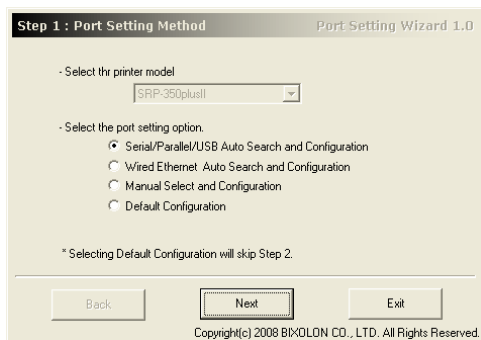 Step 1 : Port Setting Method
Port Setting Wizard 1.0
- Select thr printer model
SRP-350plusII
- Select the port setting option.
Serial/Parallel/USB Auto Search and Configuration
Wired Ethernet Auto Search and Configuration
Manual Select and Configuration
Default Configuration
* Selecting Default Configuration will skip Step 2.
Back
Next
Exit
Copyright(c) 2008 BIXOLON CO., LTD. All Rights Reserved.